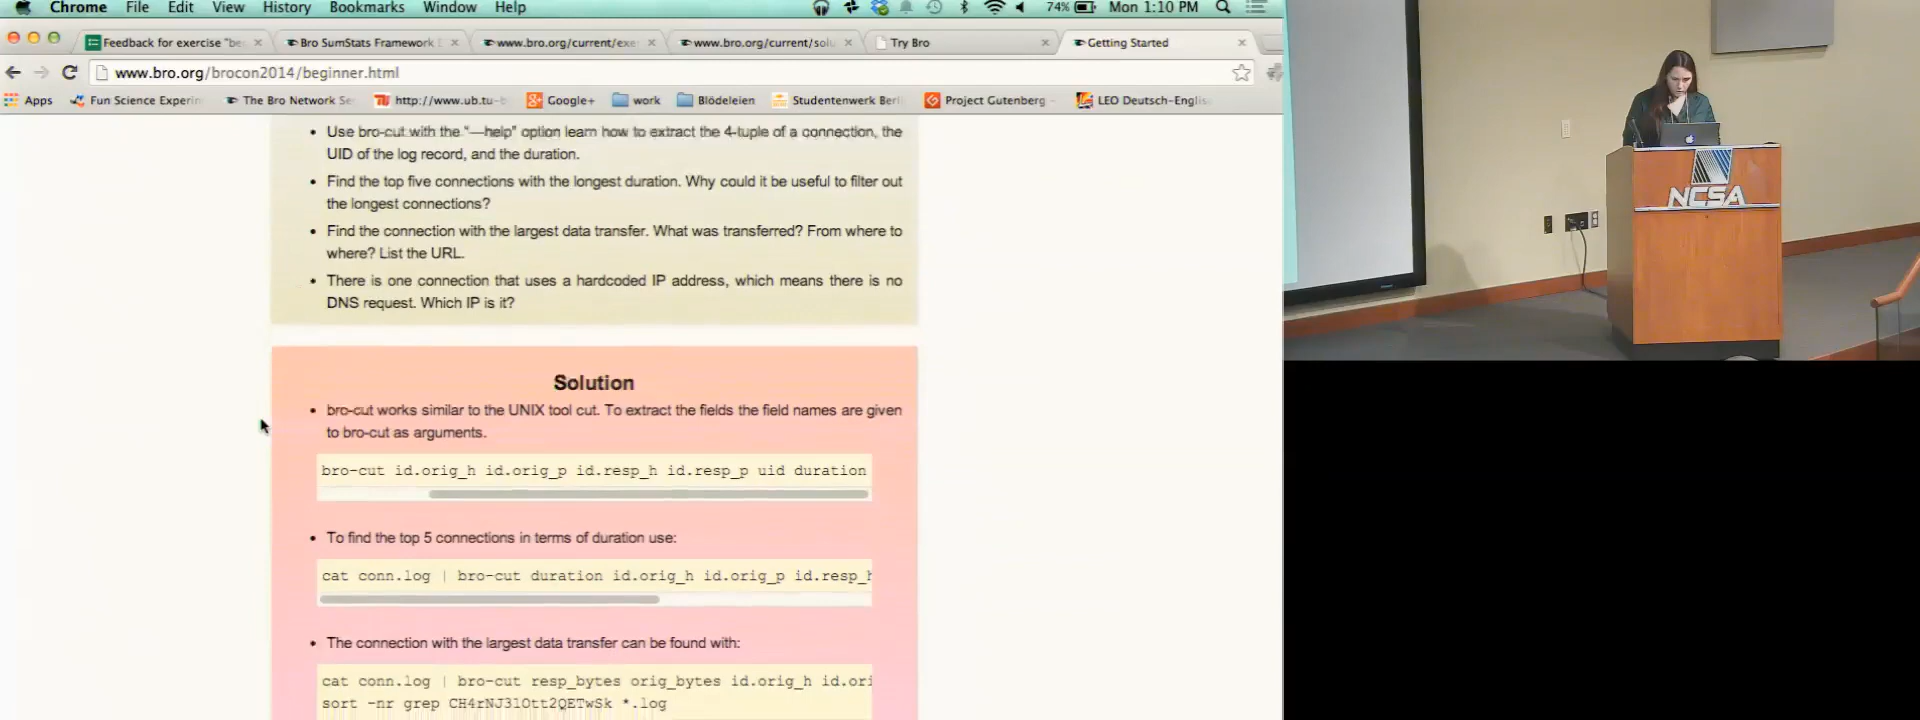 Chrome File Edit View History Bookmarks Window Help 74% Mon 1:10 PM
Feedback for exercise "be
Bro SumStats Framework E
www.bro.org/current/exe
www.bro.org/current/solu
Try Bro
Getting Started
www.bro.org/brocon2014/beginner.html
Apps Fun Science Experin The Bro Network Se http://www.ub.tu-b Google+ work Blödeleien Studentenwerk Berl Project Gutenberg - LEO Deutsch-Englis
• Use bro-cut with the "—help" option learn how to extract the 4-tuple of a connection, the
UID of the log record, and the duration.
• Find the top five connections with the longest duration. Why could it be useful to filter out
the longest connections?
• Find the connection with the largest data transfer. What was transferred? From where to
where? List the URL.
• There is one connection that uses a hardcoded IP address, which means there is no
DNS request. Which IP is it?
Solution
• bro-cut works similar to the UNIX tool cut. To extract the fields the field names are given
to bro-cut as arguments.
bro-cut id.orig_h id.orig_p id.resp_h id.resp_p uid duration
• To find the top 5 connections in terms of duration use:
cat conn.log | bro-cut duration id.orig_h id.orig_p id.resp_h
• The connection with the largest data transfer can be found with:
cat conn.log | bro-cut resp_bytes orig_bytes id.orig_h id.ori
sort -nr grep CH4rNJ3lOtt2QETwSk *.log
NCSA